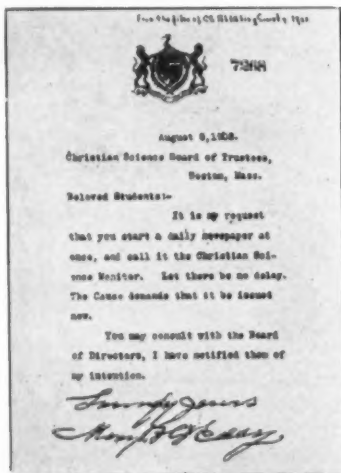 7268
August 8, 1908.
Christian Science Board of Trustees,
Boston, Mass.
Beloved Students:-
It is my request
that you start a daily newspaper at
once, and call it the Christian Sci-
ence Monitor. Let there be no delay.
The Cause demands that it be issued
now.
You may consult with the Board
of Directors, I have notified them of
my intention.
Lovingly yours
Mary B G Eddy